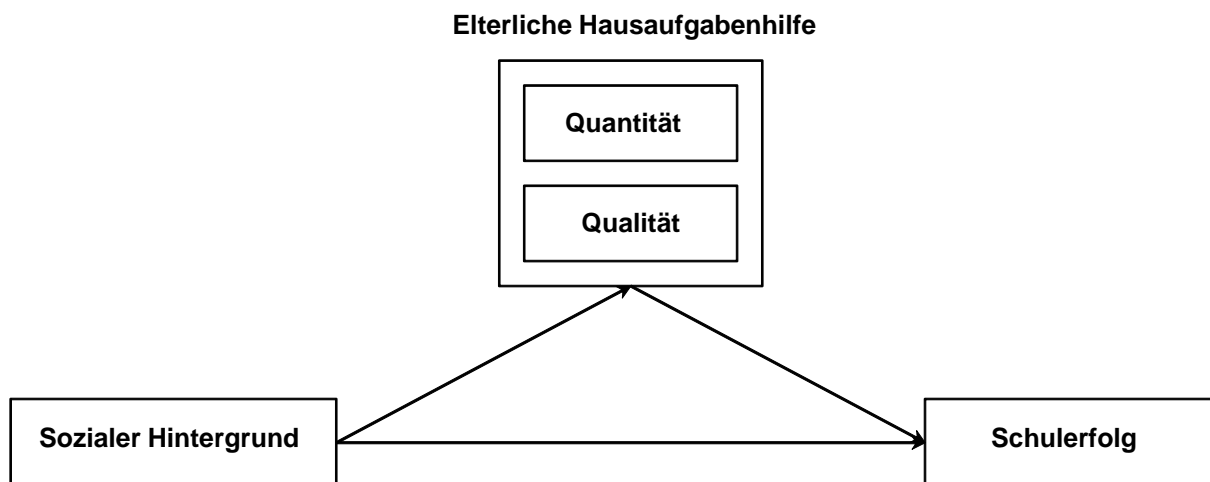 Elterliche Hausaufgabenhilfe
Quantität
Qualität
Sozialer Hintergrund
Schulerfolg